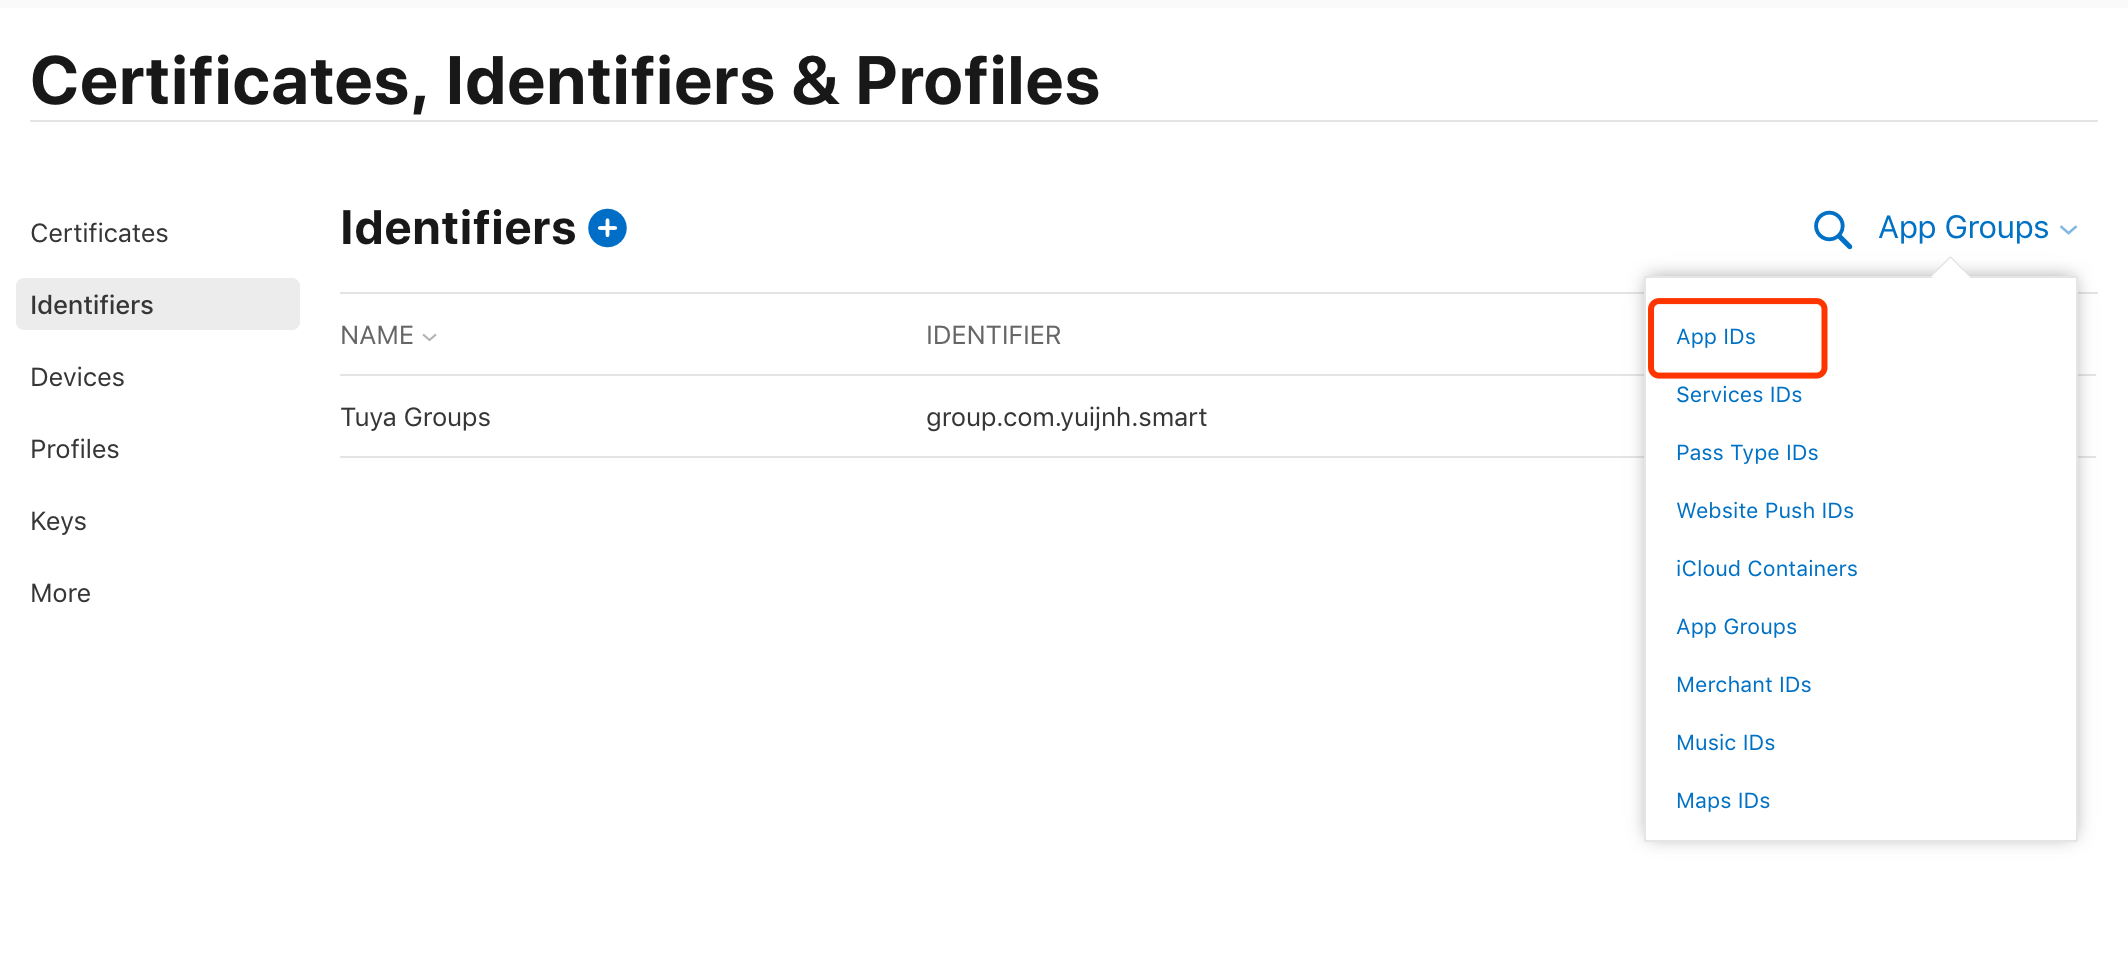 Certificates, Identifiers & Profiles
Certificates
Identifiers
Devices
Profiles
Keys
More
Identifiers
App Groups
NAME
IDENTIFIER
Tuya Groups
group.com.yuijnh.smart
App IDs
Services IDs
Pass Type IDs
Website Push IDs
iCloud Containers
App Groups
Merchant IDs
Music IDs
Maps IDs